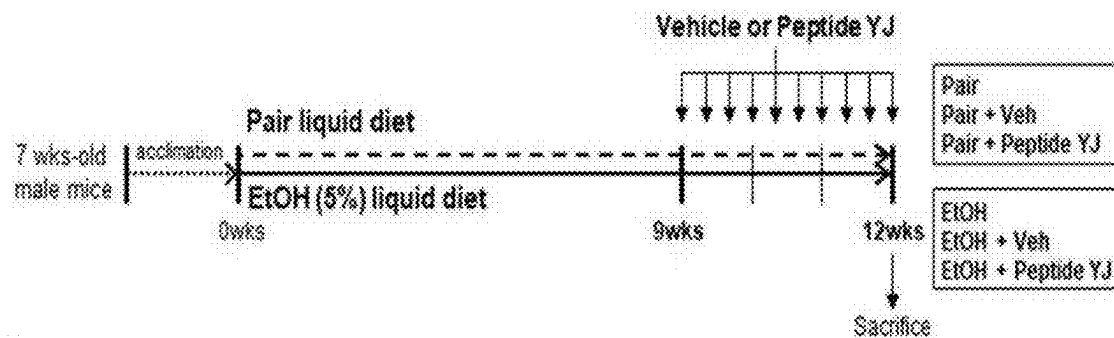 Vehicle or Peptide YJ
Pair liquid diet
7 wks-old
male mice
acclimation
EtOH (5%) liquid diet
0wks
9wks
12wks
Sacrifice
Pair
Pair + Veh
Pair + Peptide YJ
EtOH
EtOH + Veh
EtOH + Peptide YJ